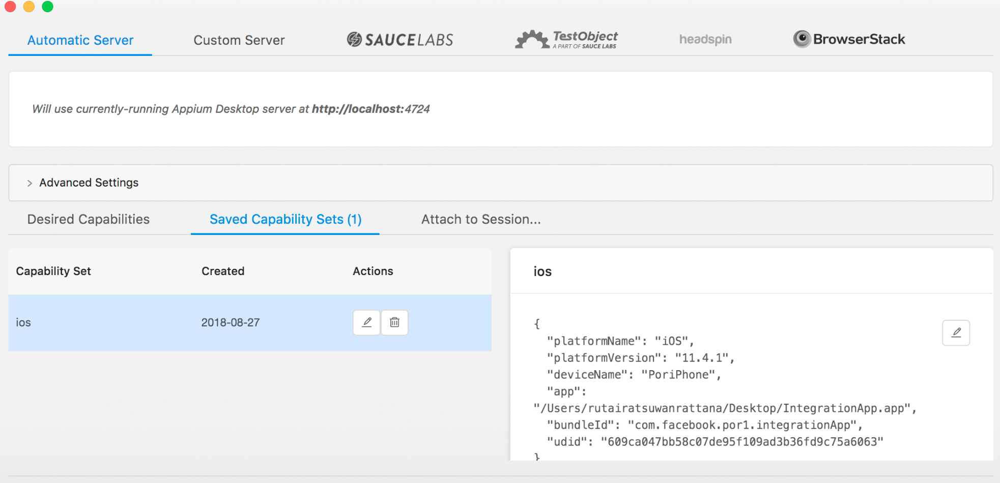 Automatic Server Custom Server SAUCELABS TestObject A PART OF SAUCE LABS headspin BrowserStack
Will use currently-running Appium Desktop server at http://localhost:4724
Advanced Settings
Desired Capabilities Saved Capability Sets (1) Attach to Session...
Capability Set Created Actions
ios 2018-08-27
ios
{
"platformName": "iOS",
"platformVersion": "11.4.1",
"deviceName": "PoriPhone",
"app":
"/Users/rutairatsuwanrattana/Desktop/IntegrationApp.app",
"bundleId": "com.facebook.por1.integrationApp",
"udid": "609ca047bb58c07de95f109ad3b36fd9c75a6063"
}